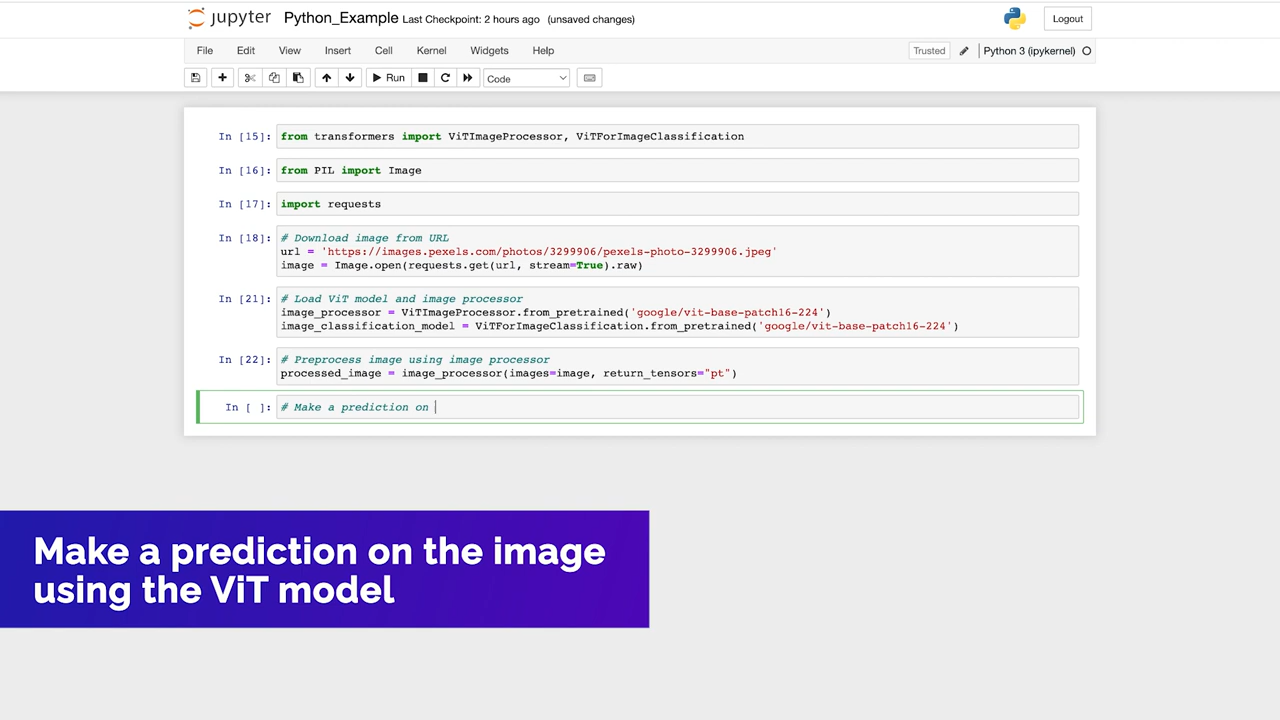 jupyter Python_Example Last Checkpoint: 2 hours ago (unsaved changes) Logout
File Edit View Insert Cell Kernel Widgets Help Trusted Python 3 (ipykernel)
Run Code
In [15]: from transformers import ViTImageProcessor, ViTForImageClassification
In [16]: from PIL import Image
In [17]: import requests
In [18]: # Download image from URL
url = 'https://images.pexels.com/photos/3299906/pexels-photo-3299906.jpeg'
image = Image.open(requests.get(url, stream=True).raw)
In [21]: # Load ViT model and image processor
image_processor = ViTImageProcessor.from_pretrained('google/vit-base-patch16-224')
image_classification_model = ViTForImageClassification.from_pretrained('google/vit-base-patch16-224')
In [22]: # Preprocess image using image processor
processed_image = image_processor(images=image, return_tensors="pt")
In [ ]: # Make a prediction on
Make a prediction on the image
using the ViT model